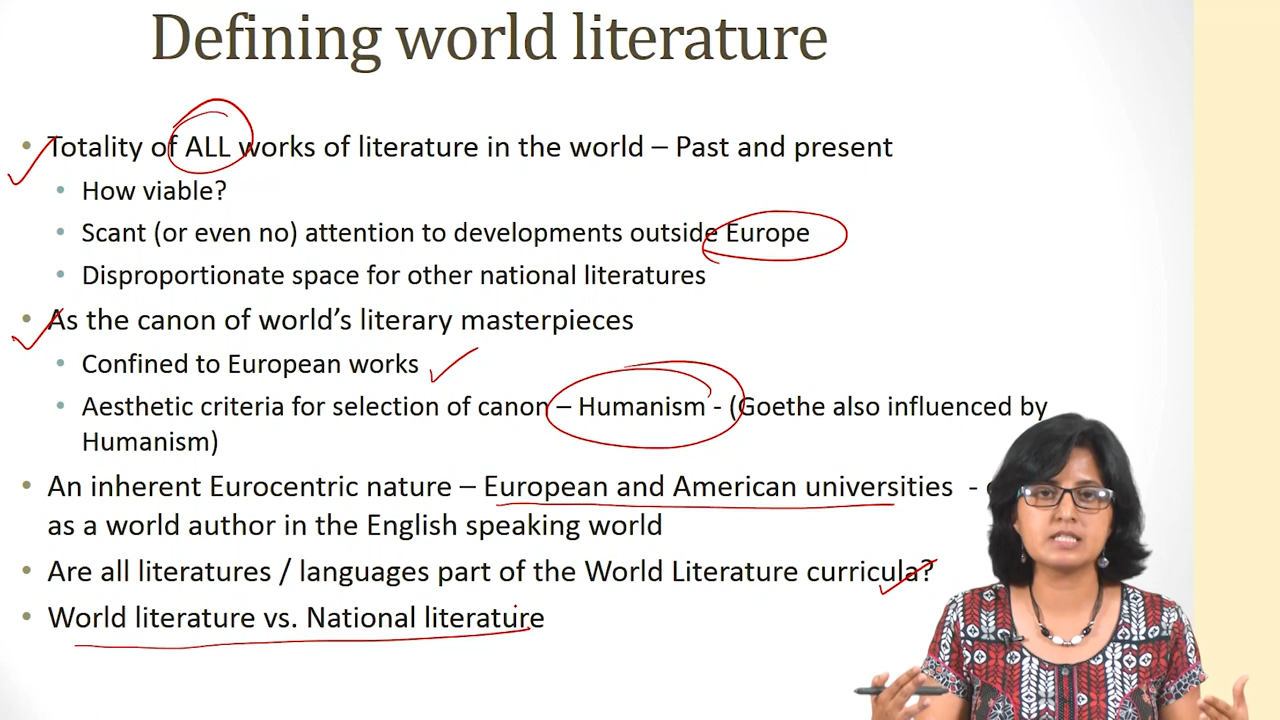 Defining world literature
• Totality of ALL works of literature in the world – Past and present
• How viable?
• Scant (or even no) attention to developments outside Europe
• Disproportionate space for other national literatures
• As the canon of world's literary masterpieces
• Confined to European works
• Aesthetic criteria for selection of canon – Humanism - (Goethe also influenced by
Humanism)
• An inherent Eurocentric nature – European and American universities -
as a world author in the English speaking world
• Are all literatures / languages part of the World Literature curricula?
• World literature vs. National literature